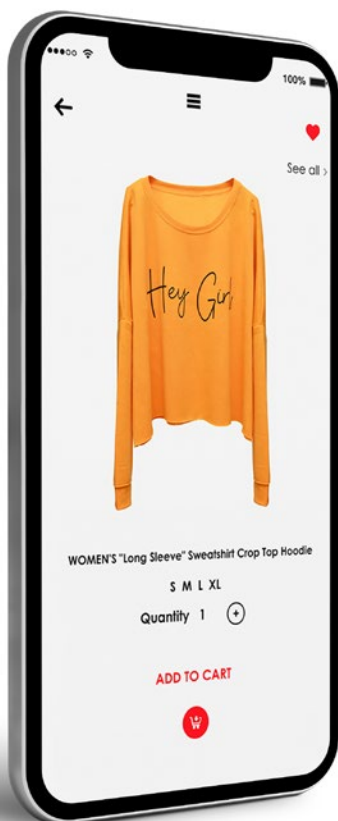 100%
See all >
Hey Girl
WOMEN'S "Long Sleeve" Sweatshirt Crop Top Hoodie
S M L XL
Quantity 1 +
ADD TO CART